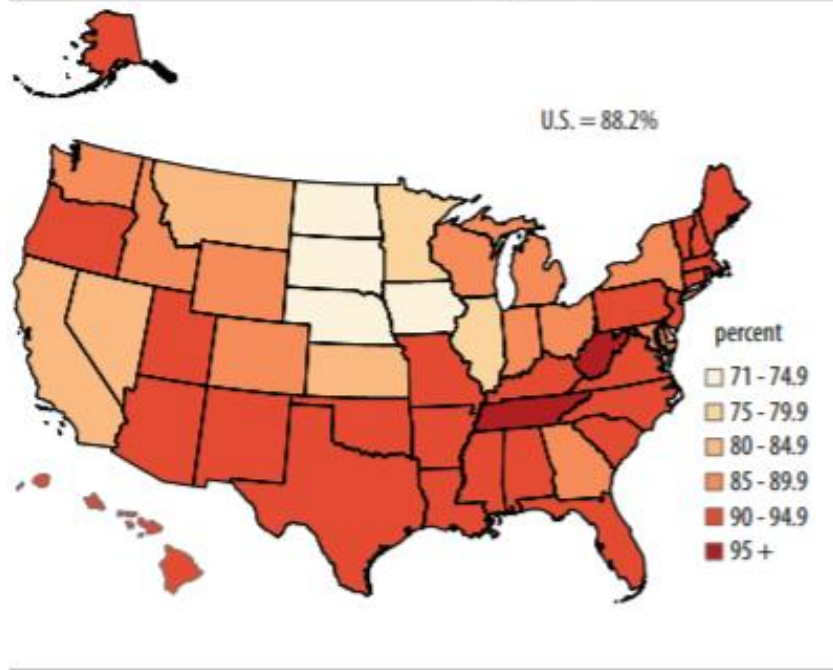 U.S. = 88.2%
percent
71 - 74.9
75 - 79.9
80 - 84.9
85 - 89.9
90 - 94.9
95 +